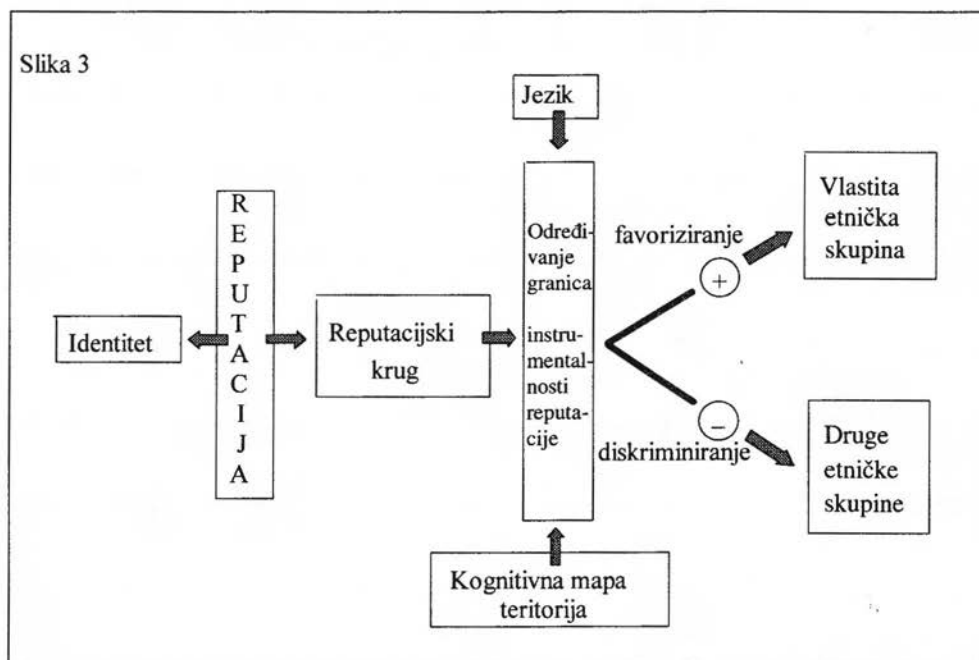 Slika 3
Jezik
REPUTACIJA
Identitet
Reputacijski
krug
Određi-
vanje
granica
instru-
mental-
nosti
reputa-
cije
favoriziranje
+
Vlastita
etnička
skupina
–
diskriminiranje
Druge
etničke
skupine
Kognitivna mapa
teritorija